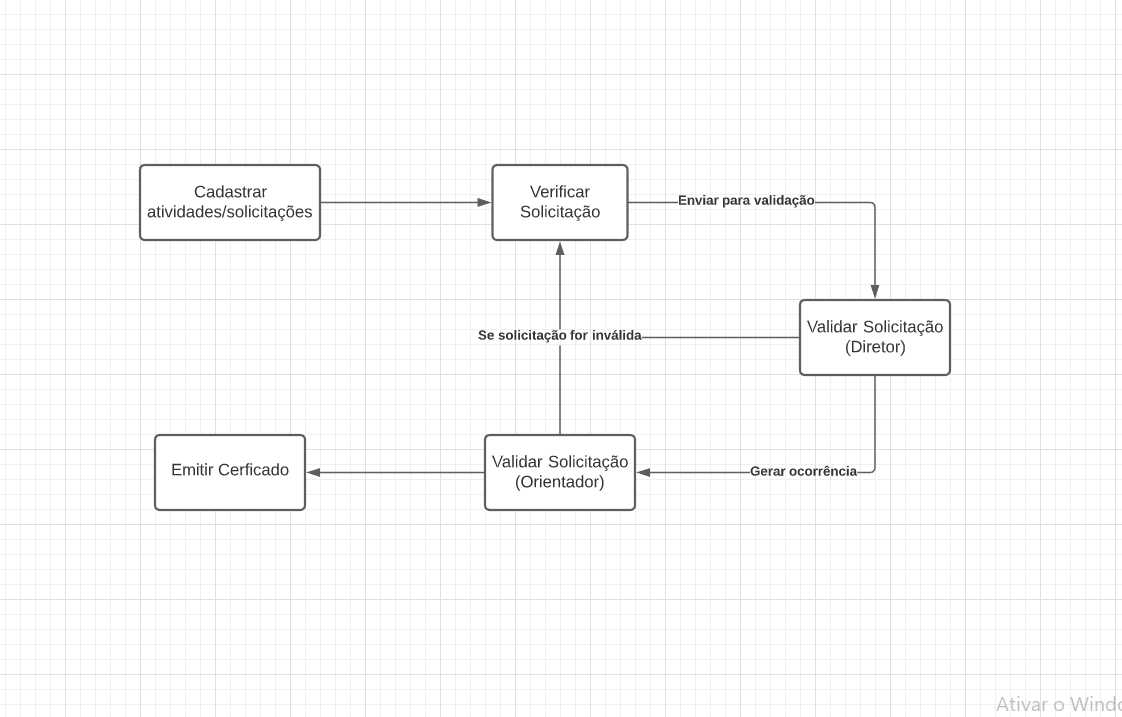 Cadastrar
atividades/solicitações
Verificar
Solicitação
Enviar para validação
Validar Solicitação
(Diretor)
Se solicitação for inválida
Emitir Cerficado
Validar Solicitação
(Orientador)
Gerar ocorrência
Ativar o Windo